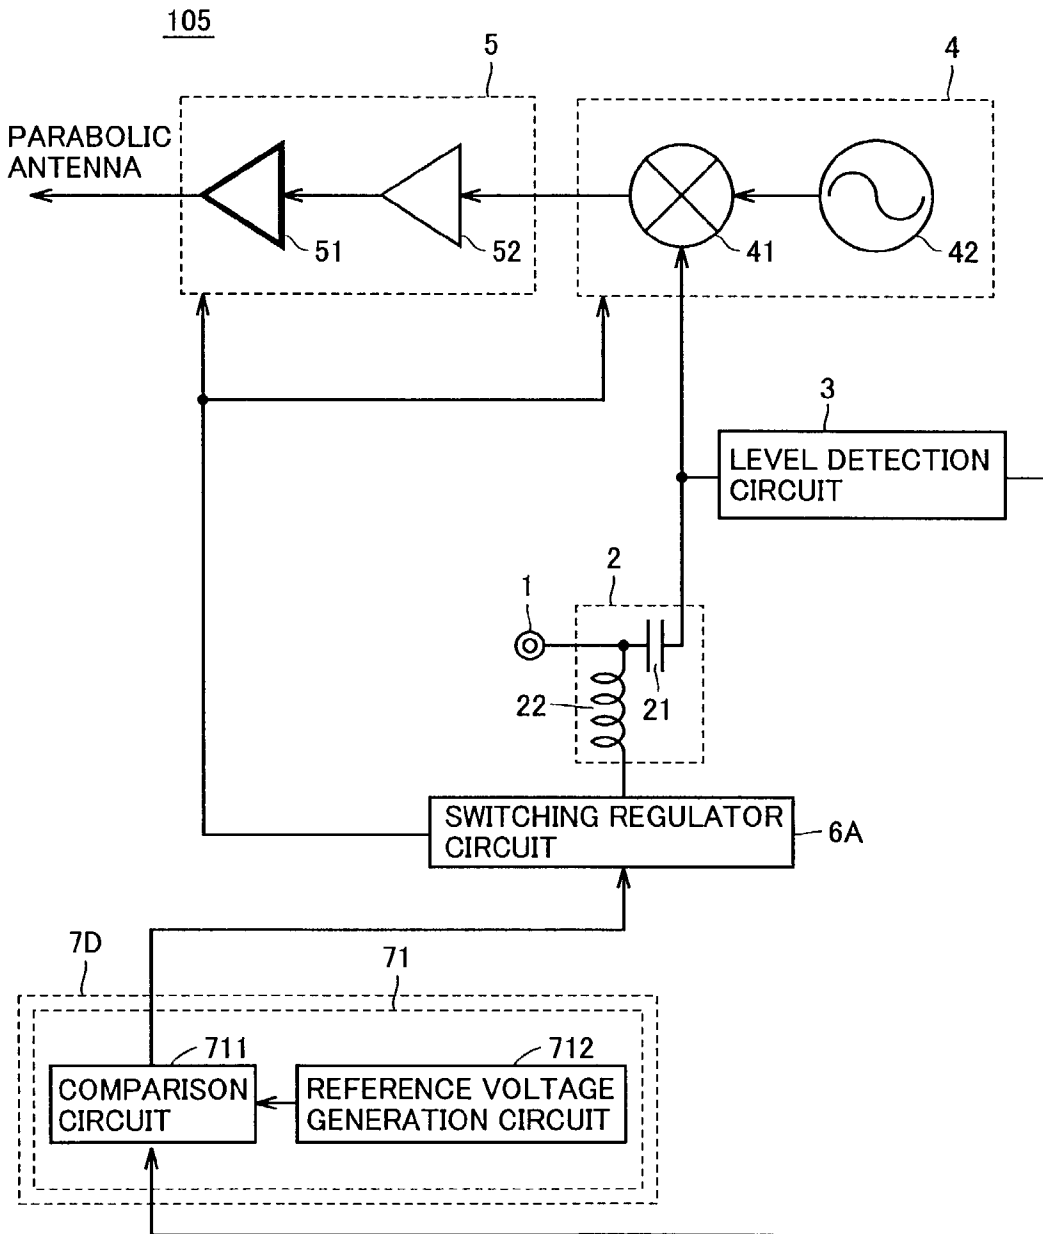 105
5
4
PARABOLIC
ANTENNA
51
52
41
42
3
LEVEL DETECTION
CIRCUIT
1
2
22
21
SWITCHING REGULATOR
CIRCUIT
6A
7D
71
711
712
COMPARISON
CIRCUIT
REFERENCE VOLTAGE
GENERATION CIRCUIT